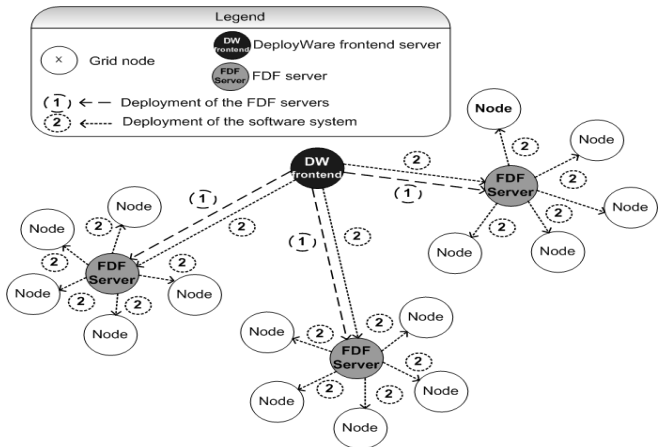 Legend
DW
frontend
DeployWare frontend server
X
Grid node
FDF
Server
FDF server
1
Deployment of the FDF servers
2
Deployment of the software system
Node
2
2
Node
DW
frontend
2
1
FDF
Server
2
Node
2
2
Node
Node
1
2
Node
2
Node
2
FDF
Server
2
2
Node
2
2
Node
Node
1
2
Node
2
2
Node
FDF
Server
2
2
2
Node
Node
Node